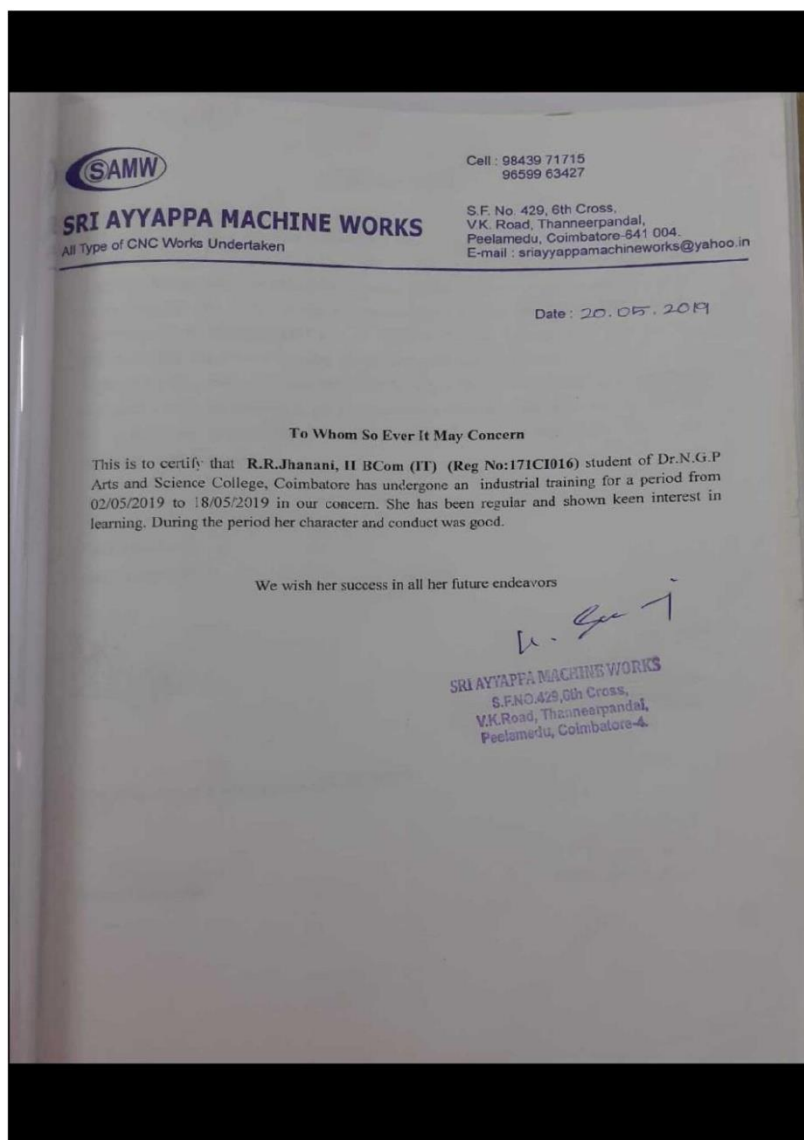 SAMW
SRI AYYAPPA MACHINE WORKS
All Type of CNC Works Undertaken
Cell : 98439 71715
96599 63427
S.F. No. 429, 6th Cross,
V.K. Road, Thanneerpandal,
Peelamedu, Coimbatore-641 004.
E-mail : sriayyappamachineworks@yahoo.in
Date : 20.05.2019
To Whom So Ever It May Concern
This is to certify that R.R.Jhanani, II BCom (IT) (Reg No:171CI016) student of Dr.N.G.P
Arts and Science College, Coimbatore has undergone an industrial training for a period from
02/05/2019 to 18/05/2019 in our concern. She has been regular and shown keen interest in
learning. During the period her character and conduct was good.
We wish her success in all her future endeavors
SRI AYYAPPA MACHINE WORKS
S.F.NO.429,6th Cross,
V.K.Road, Thanneerpandal,
Peelamedu, Coimbatore-4.